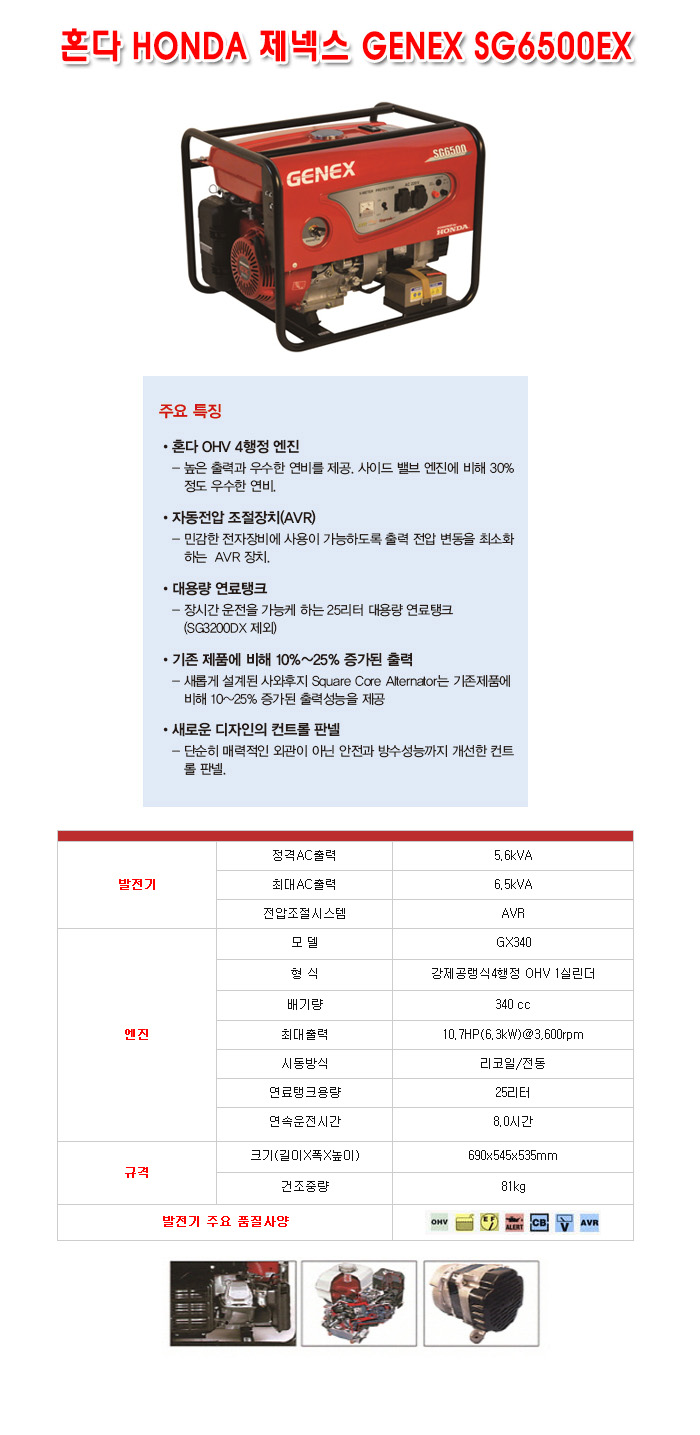 혼다 HONDA 제넥스 GENEX SG6500EX
GENEX
SG6500
HONDA
주요 특징
• 혼다 OHV 4행정 엔진
– 높은 출력과 우수한 연비를 제공. 사이드 밸브 엔진에 비해 30%
정도 우수한 연비.
• 자동전압 조절장치(AVR)
– 민감한 전자장비에 사용이 가능하도록 출력 전압 변동을 최소화
하는 AVR 장치.
• 대용량 연료탱크
– 장시간 운전을 가능케 하는 25리터 대용량 연료탱크
(SG3200DX 제외)
• 기존 제품에 비해 10%~25% 증가된 출력
– 새롭게 설계된 사와후지 Square Core Alternator는 기존제품에
비해 10~25% 증가된 출력성능을 제공
• 새로운 디자인의 컨트롤 판넬
– 단순히 매력적인 외관이 아닌 안전과 방수성능까지 개선한 컨트
롤 판넬.
발전기
정격AC출력 5.6kVA
최대AC출력 6.5kVA
전압조절시스템 AVR
엔진
모 델 GX340
형 식 강제공랭식4행정 OHV 1실린더
배기량 340 cc
최대출력 10.7HP(6.3kW)@3,600rpm
시동방식 리코일/전동
연료탱크용량 25리터
연속운전시간 8.0시간
규격
크기(길이X폭X높이) 690x545x535mm
건조중량 81kg
발전기 주요 품질사양 OHV E F ALERT CB V AVR